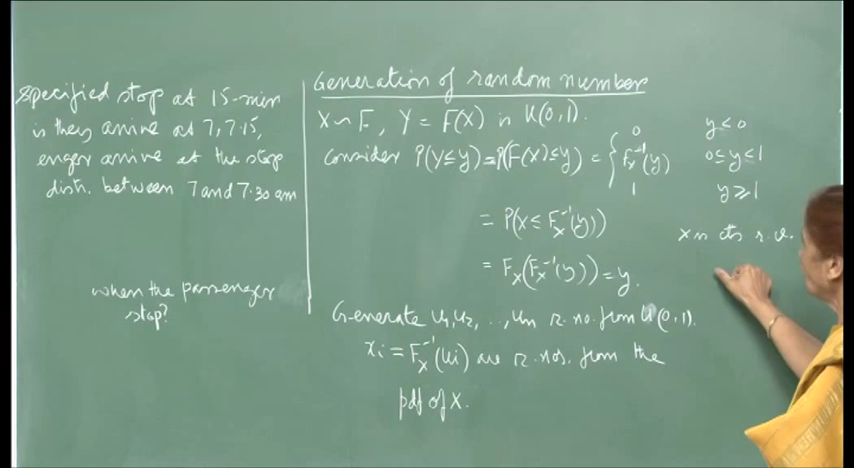 specified stop at 15-min
is they arrive at 7, 7.15,
enger arrive at the stop
distn. between 7 and 7.30 am
when the passenger
stop?
Generation of random number
X ~ F, Y = F(X) is U(0,1).
Consider P(Y≤y) = P(F(X)≤y) = { 0 y<0
F_X^{-1}(y) 0≤y≤1
1 y≥1
= P(X ≤ F_X^{-1}(y)) X is cts r.v.
= F_X(F_X^{-1}(y)) = y.
Generate u1, u2, .., un r. no. from U(0,1).
xi = F_X^{-1}(ui) are r. nos. from the
pdf of X.